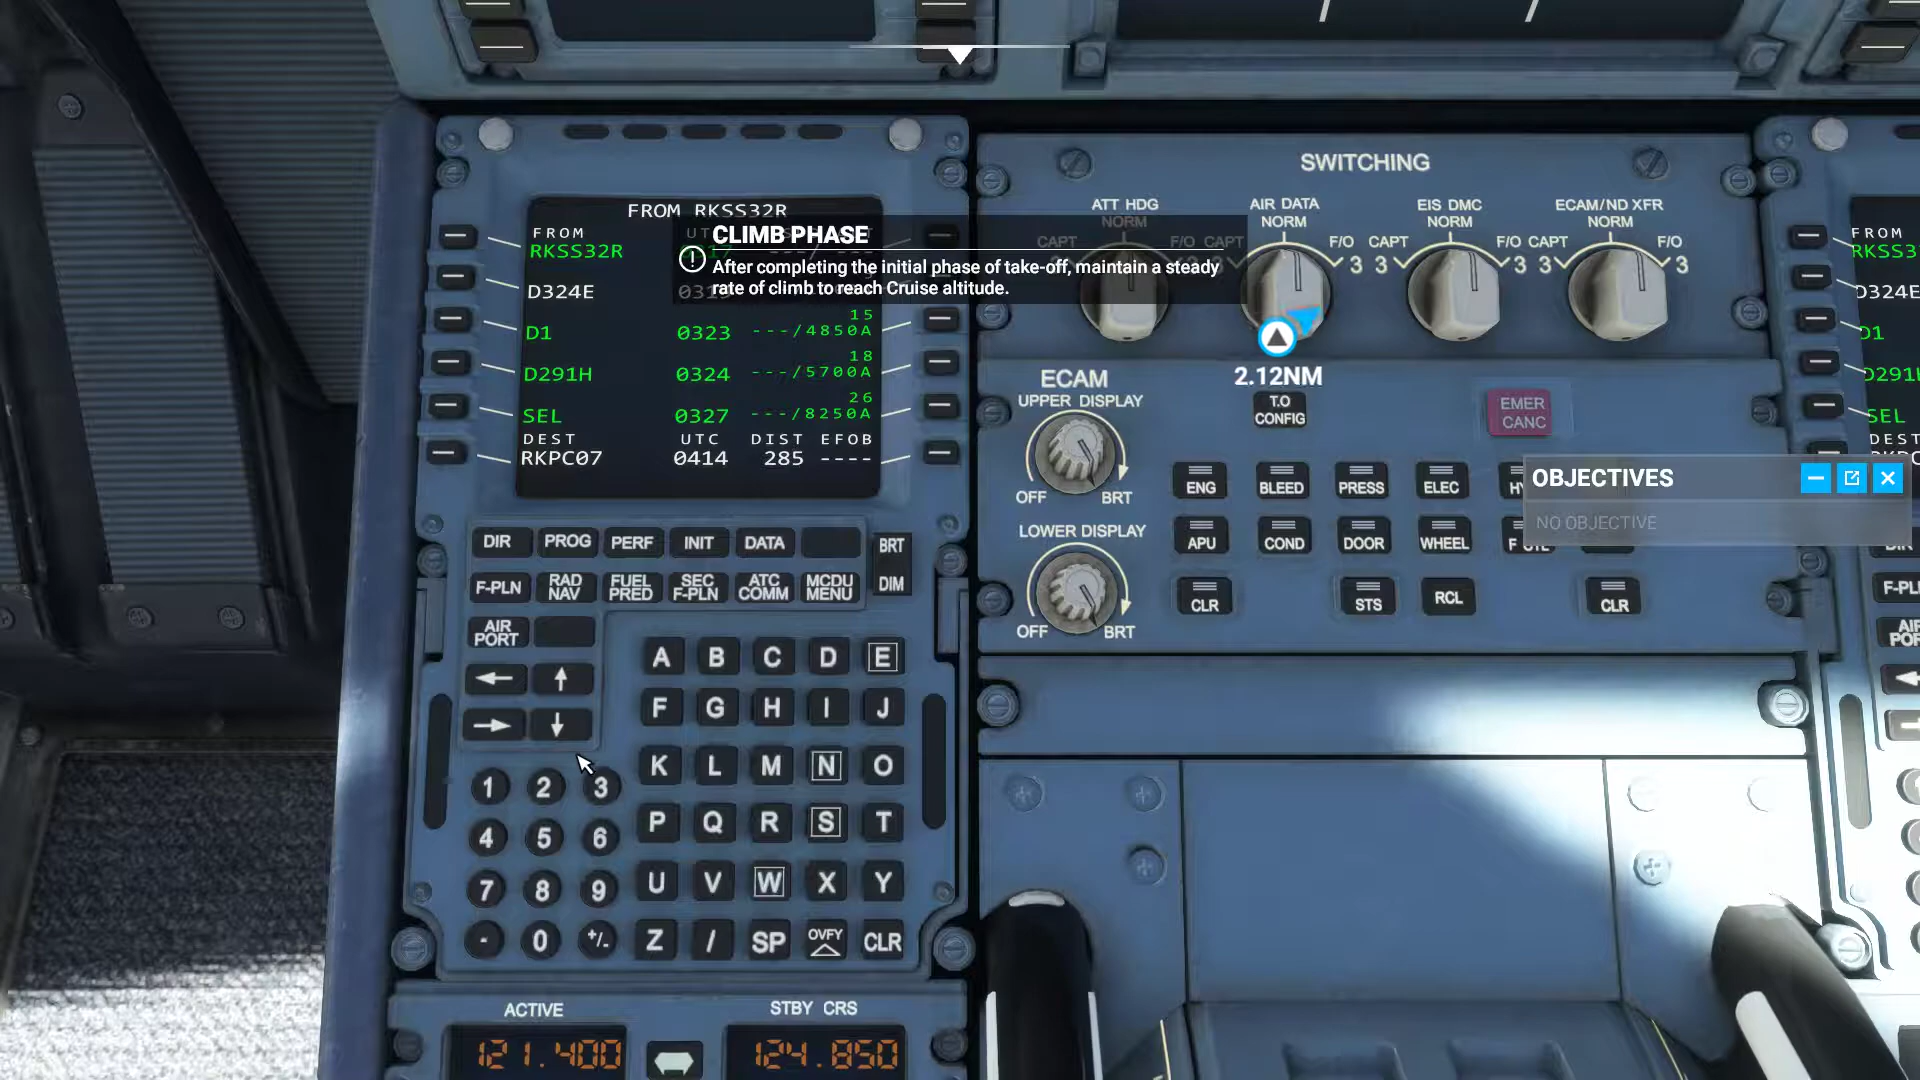 FROM RKSS32R
FROM
RKSS32R
CLIMB PHASE
After completing the initial phase of take-off, maintain a steady
rate of climb to reach Cruise altitude.
D324E
15
D1 0323 ---/4850A
18
D291H 0324 ---/5700A
26
SEL 0327 ---/8250A
DEST UTC DIST EFOB
RKPC07 0414 285 ----
DIR PROG PERF INIT DATA
BRT
DIM
F-PLN RAD NAV FUEL PRED SEC F-PLN ATC COMM MCDU MENU
AIR PORT
A B C D E
F G H I J
K L M N O
P Q R S T
U V W X Y
Z / SP OVFY CLR
1 2 3
4 5 6
7 8 9
- 0 +/-
ACTIVE STBY CRS
121.400 124.850
SWITCHING
ATT HDG AIR DATA EIS DMC ECAM/ND XFR
NORM NORM NORM NORM
CAPT F/O CAPT F/O CAPT F/O CAPT F/O
3 3 3 3 3
2.12NM
ECAM
UPPER DISPLAY
OFF BRT
LOWER DISPLAY
OFF BRT
T.O CONFIG
EMER CANC
ENG BLEED PRESS ELEC
APU COND DOOR WHEEL
CLR STS RCL CLR
OBJECTIVES
NO OBJECTIVE
FROM
D324E
D1
SEL
DEST